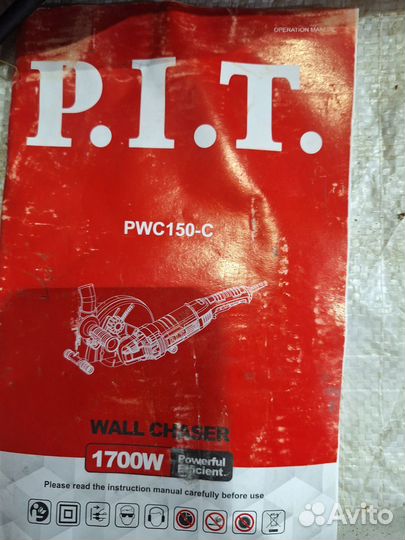 OPERATION MANUAL
P.I.T.
PWC150-C
WALL CHASER
1700W Powerful
Efficient
Please read the instruction manual carefully before use
Avito